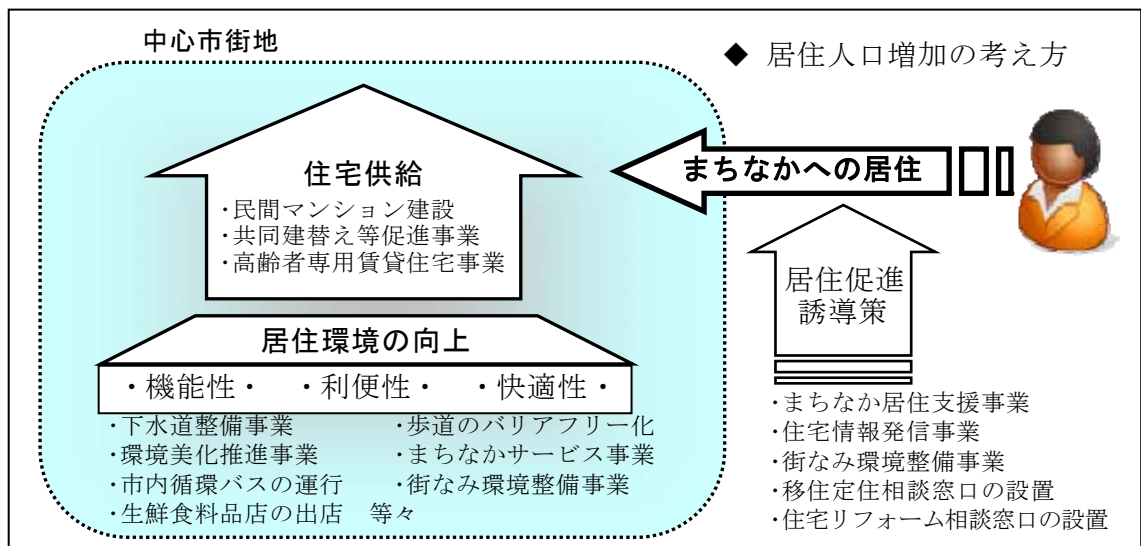 中心市街地
◆ 居住人口増加の考え方
住宅供給
・民間マンション建設
・共同建替え等促進事業
・高齢者専用賃貸住宅事業
まちなかへの居住
居住促進
誘導策
居住環境の向上
・機能性・ ・利便性・ ・快適性・
・下水道整備事業 ・歩道のバリアフリー化
・環境美化推進事業 ・まちなかサービス事業
・市内循環バスの運行 ・街なみ環境整備事業
・生鮮食料品店の出店 等々
・まちなか居住支援事業
・住宅情報発信事業
・街なみ環境整備事業
・移住定住相談窓口の設置
・住宅リフォーム相談窓口の設置